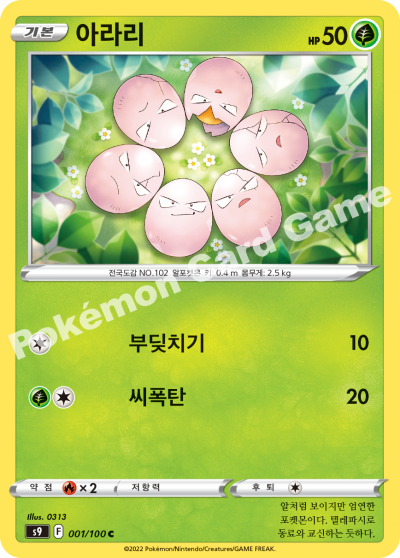 기본 아라리 HP 50
전국도감 NO.102 알포켓몬 키: 0.4 m 몸무게: 2.5 kg
Pokémon Card Game
부딪치기 10
씨폭탄 20
약점 ×2 저항력 후퇴
Illus. 0313
알처럼 보이지만 엄연한
포켓몬이다. 텔레파시로
동료와 교신하는 듯하다.
s9 F 001/100 C
©2022 Pokémon/Nintendo/Creatures/GAME FREAK.